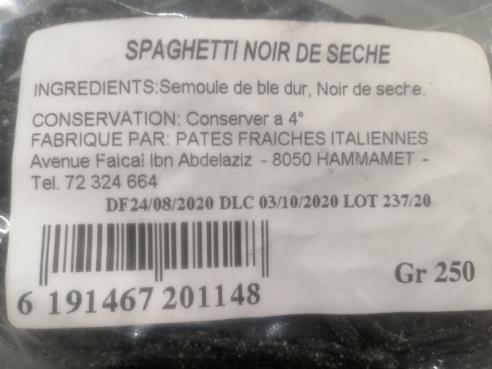 SPAGHETTI NOIR DE SECHE
INGREDIENTS:Semoule de ble dur, Noir de seche.
CONSERVATION: Conserver a 4°
FABRIQUE PAR: PATES FRAICHES ITALIENNES
Avenue Faical Ibn Abdelaziz - 8050 HAMMAMET -
Tel. 72 324 664
DF24/08/2020 DLC 03/10/2020 LOT 237/20
Gr 250
6 191467 201148